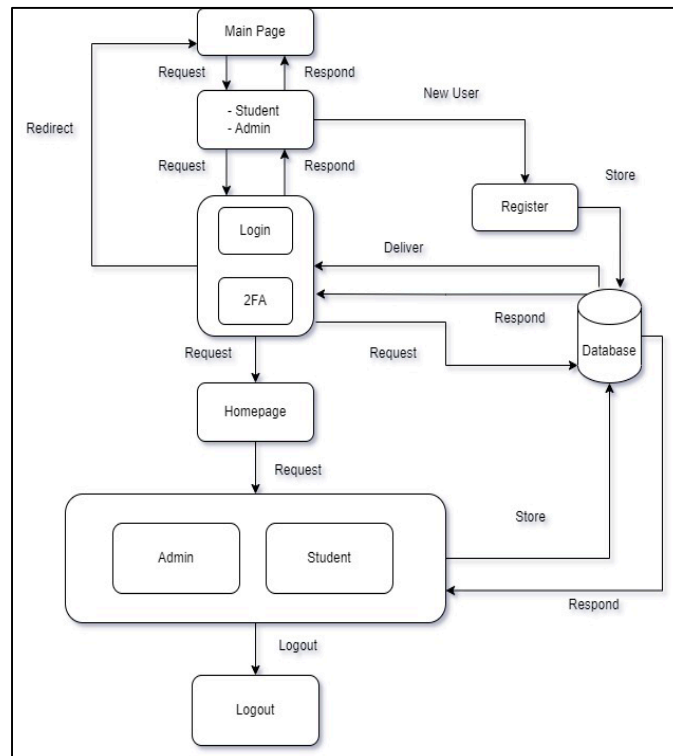 Main Page
Request
Respond
New User
- Student
- Admin
Redirect
Request
Respond
Store
Register
Login
Deliver
2FA
Respond
Database
Request
Request
Homepage
Request
Store
Admin
Student
Respond
Logout
Logout